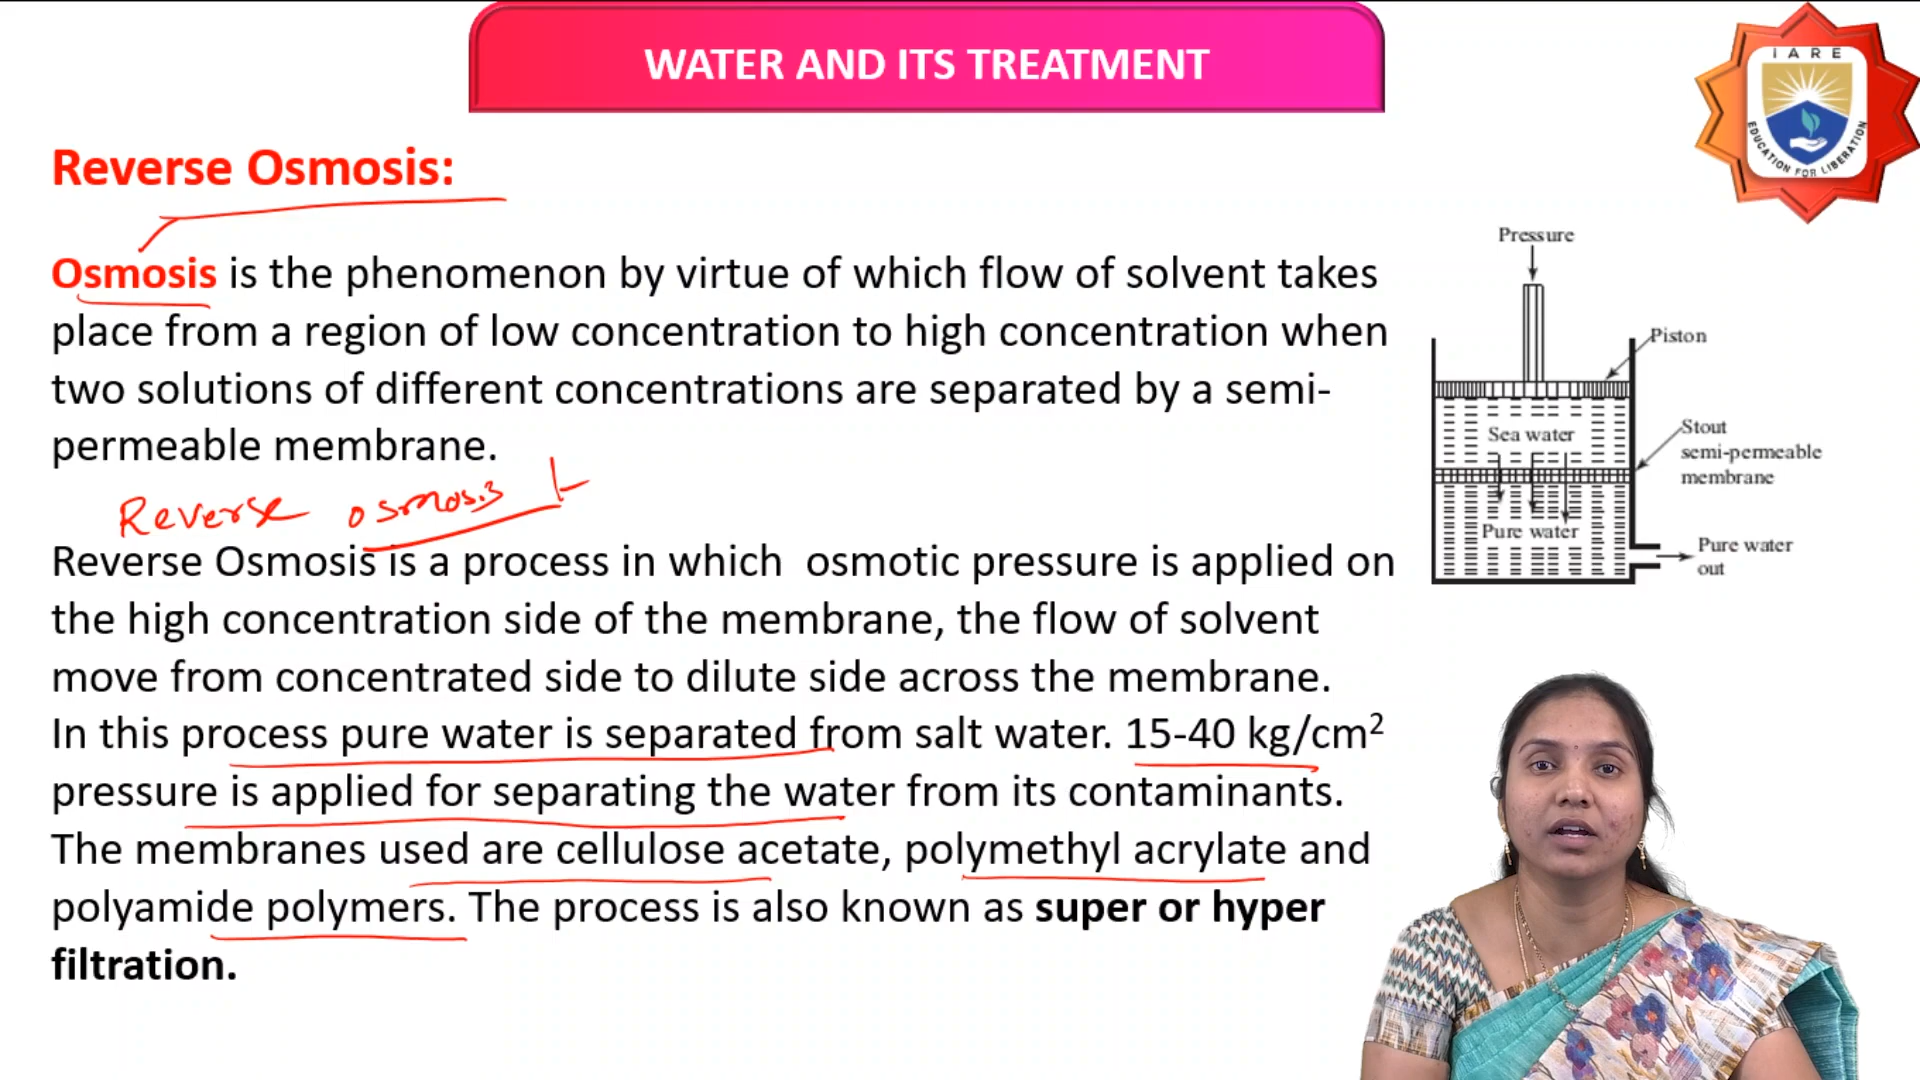 WATER AND ITS TREATMENT
IARE
EDUCATION FOR LIBERATION
Reverse Osmosis:
Osmosis is the phenomenon by virtue of which flow of solvent takes
place from a region of low concentration to high concentration when
two solutions of different concentrations are separated by a semi-
permeable membrane.
Reverse osmosis
Reverse Osmosis is a process in which osmotic pressure is applied on
the high concentration side of the membrane, the flow of solvent
move from concentrated side to dilute side across the membrane.
In this process pure water is separated from salt water. 15-40 kg/cm²
pressure is applied for separating the water from its contaminants.
The membranes used are cellulose acetate, polymethyl acrylate and
polyamide polymers. The process is also known as super or hyper
filtration.
Pressure
Piston
Sea water
Stout
semi-permeable
membrane
Pure water
Pure water
out